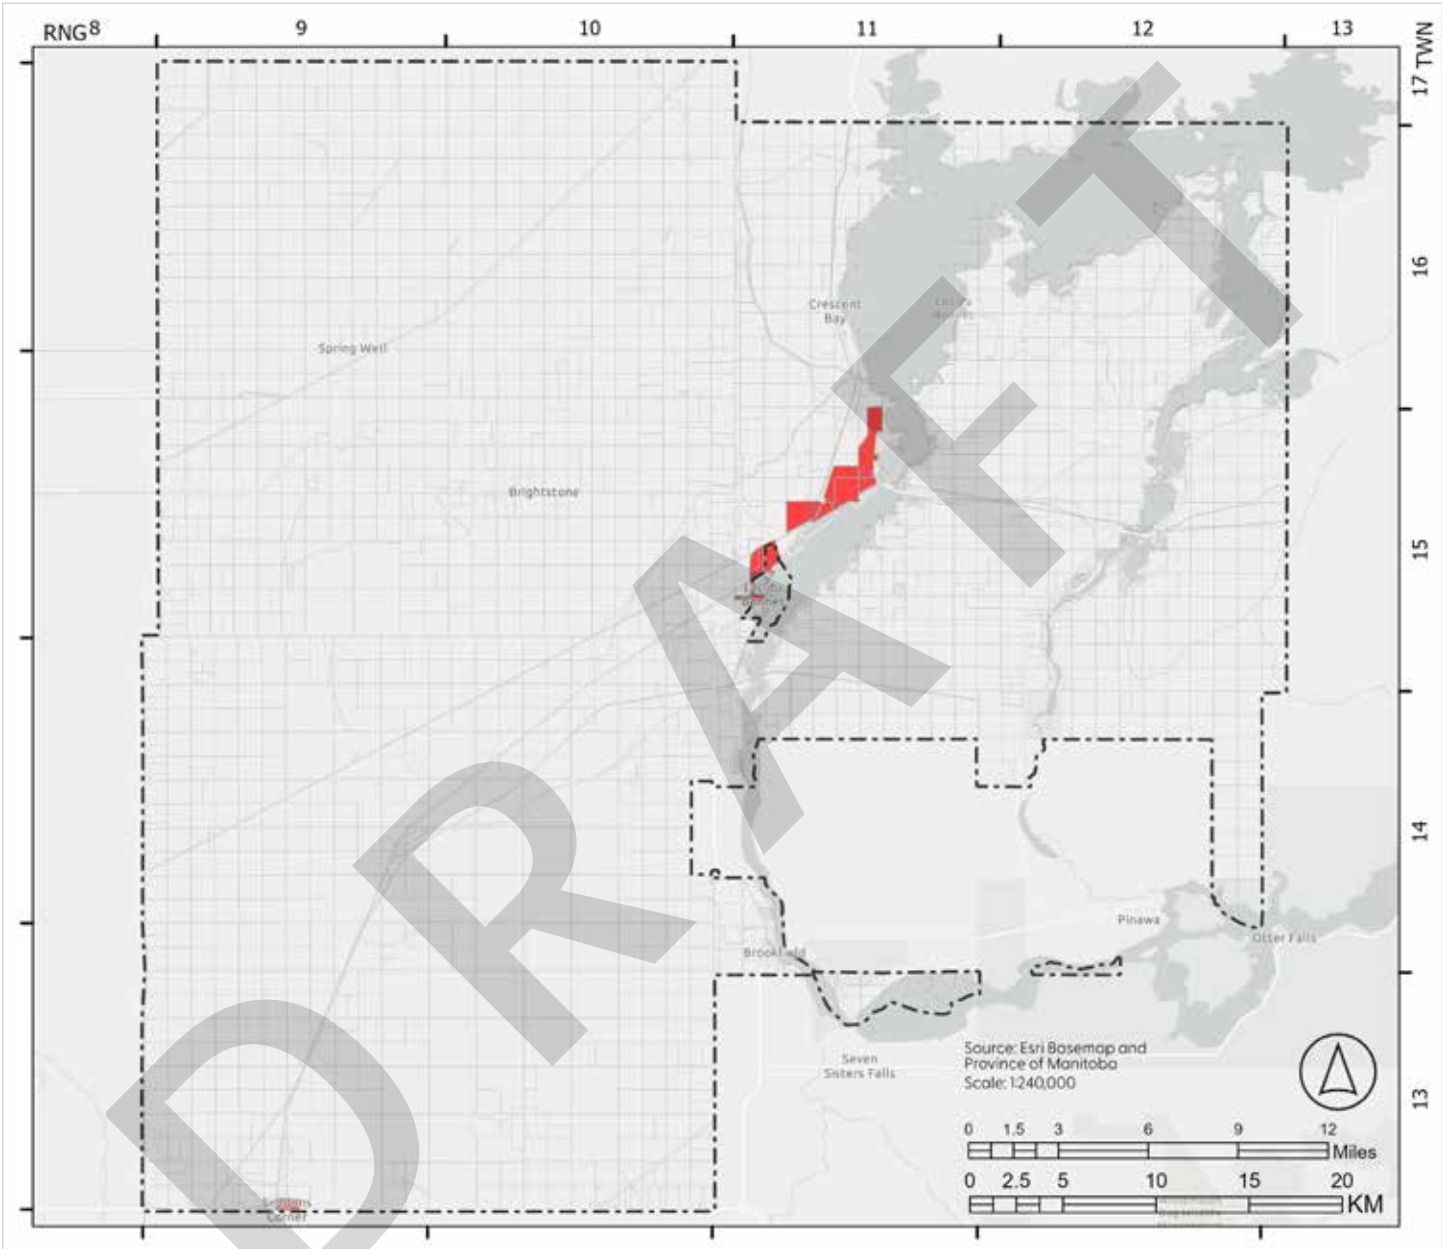 RNG 8 9 10 11 12 13
TWN
17
16
15
14
13
Crescent
Bay
Spring Well
Brightstone
Pinawa
Otter Falls
Brookfield
Seven
Sisters Falls
Corner
Source: Esri Basemap and
Province of Manitoba
Scale: 1:240,000
0 1.5 3 6 9 12
Miles
0 2.5 5 10 15 20
KM
DRAFT